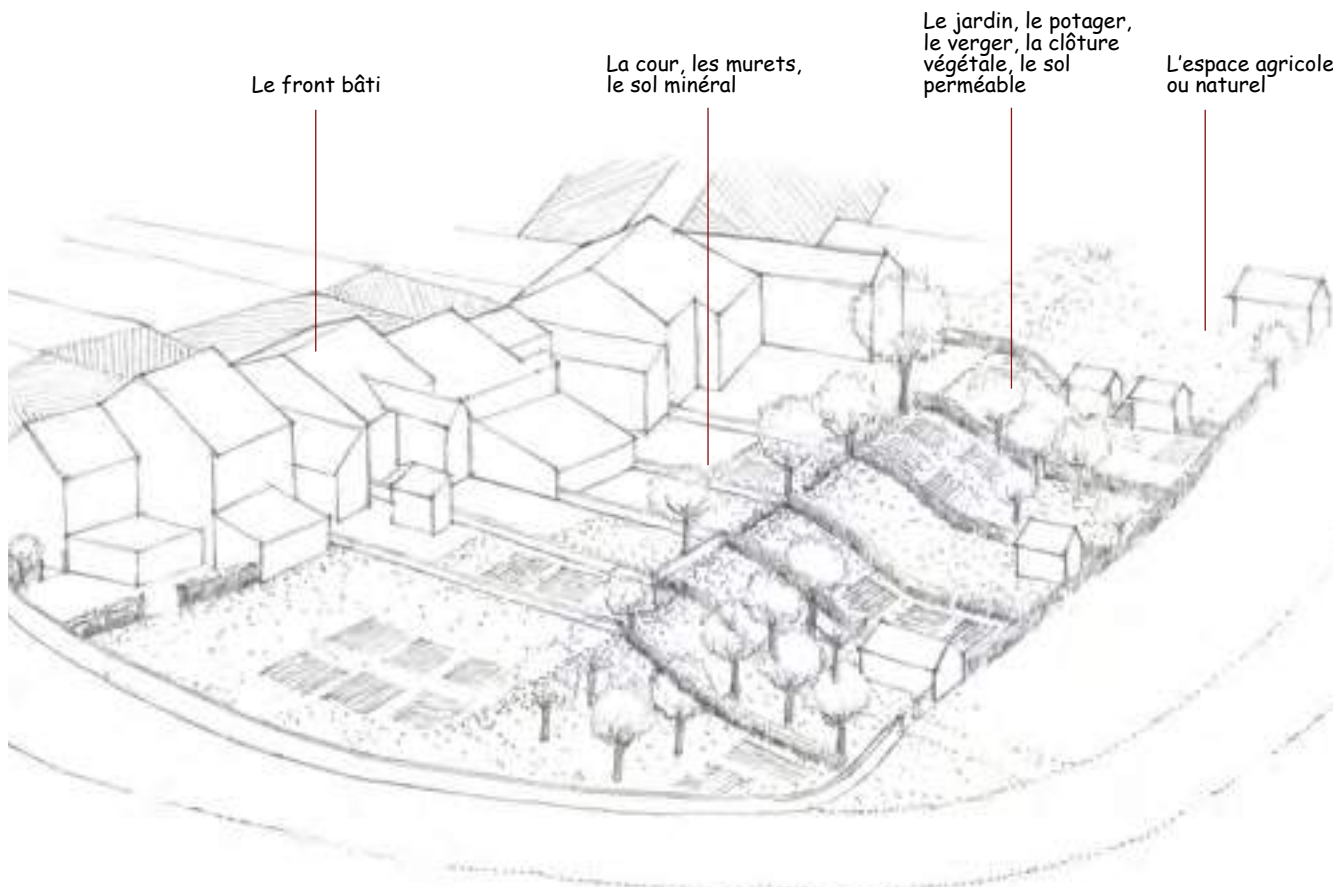 Le front bâti
La cour, les murets,
le sol minéral
Le jardin, le potager,
le verger, la clôture
végétale, le sol
perméable
L'espace agricole
ou naturel